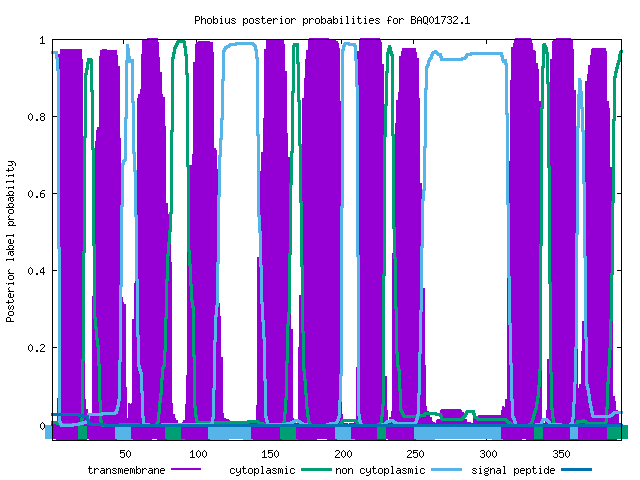 Phobius posterior probabilities for BAQ01732.1
Posterior label probability
1
0.8
0.6
0.4
0.2
0
50 100 150 200 250 300 350
transmembrane cytoplasmic non cytoplasmic signal peptide